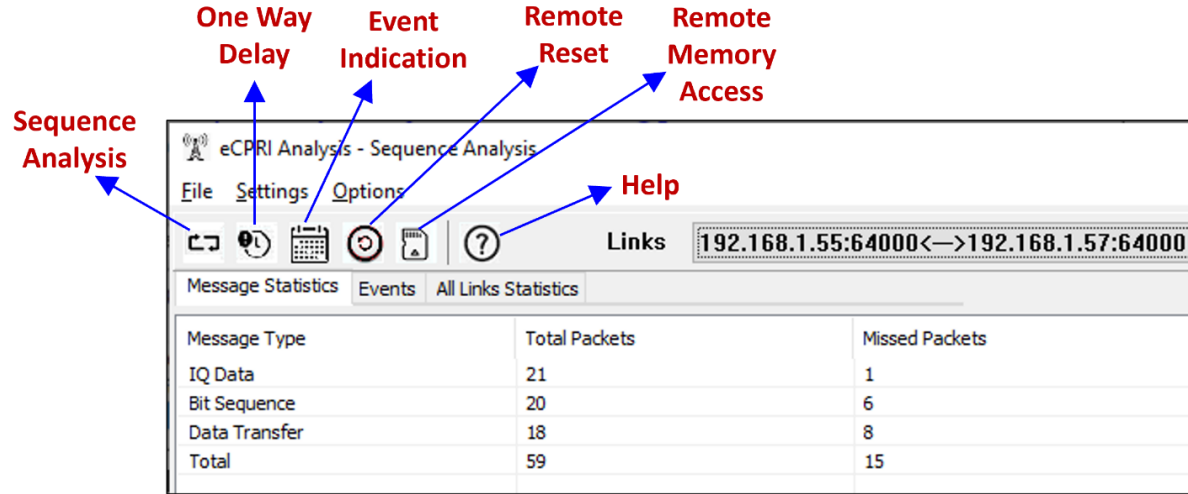 One Way
Delay
Event
Indication
Remote
Reset
Remote
Memory
Access
Sequence
Analysis
eCPRI Analysis - Sequence Analysis
File Settings Options
Help
Links 192.168.1.55:64000<—>192.168.1.57:64000
Message Statistics Events All Links Statistics
Message Type Total Packets Missed Packets
IQ Data 21 1
Bit Sequence 20 6
Data Transfer 18 8
Total 59 15